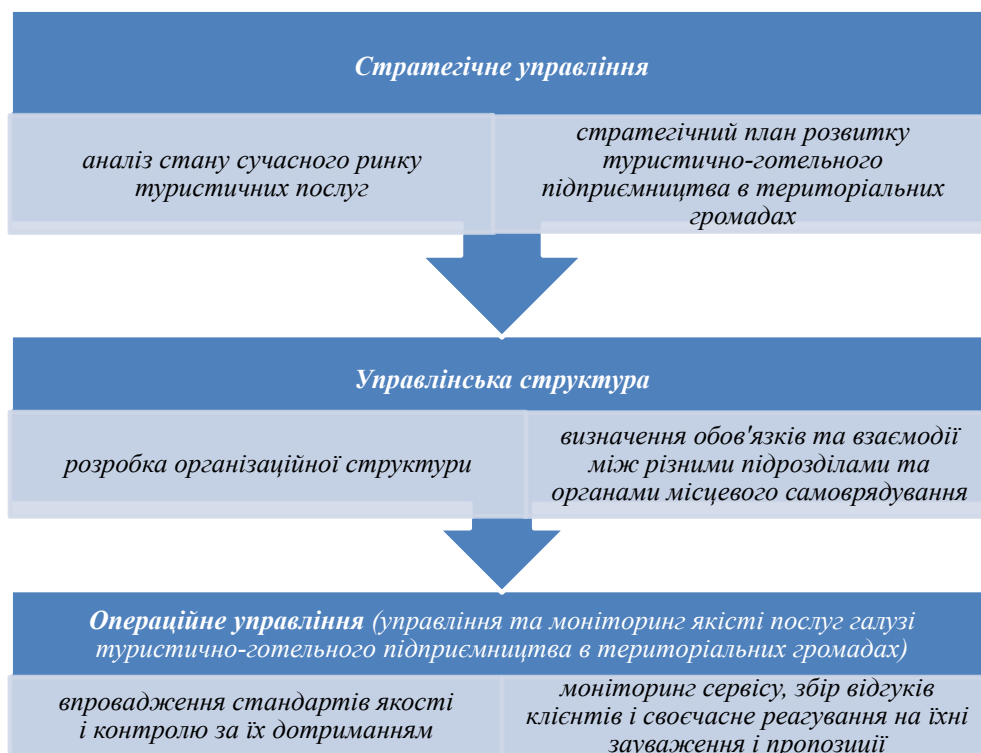 Стратегічне управління
аналіз стану сучасного ринку
туристичних послуг
стратегічний план розвитку
туристично-готельного
підприємництва в територіальних
громадах
Управлінська структура
розробка організаційної структури
визначення обов'язків та взаємодії
між різними підрозділами та
органами місцевого самоврядування
Операційне управління (управління та моніторинг якісті послуг галузі
туристично-готельного підприємництва в територіальних громадах)
впровадження стандартів якості
і контролю за їх дотриманням
моніторинг сервісу, збір відгуків
клієнтів і своєчасне реагування на їхні
зауваження і пропозиції